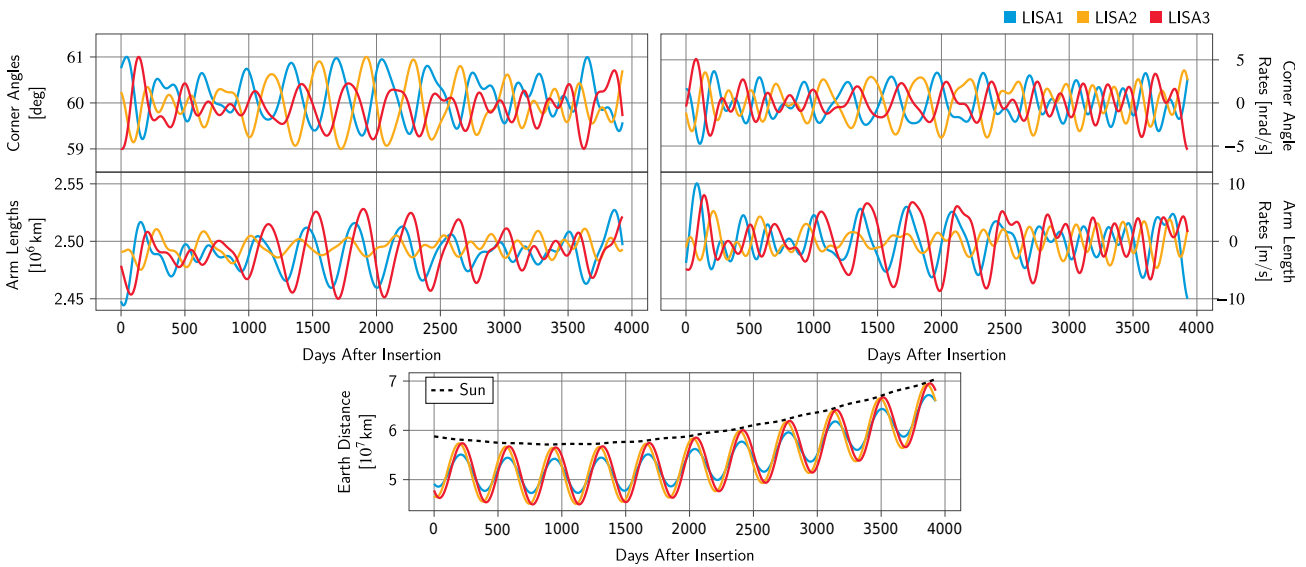 LISA1 LISA2 LISA3
Corner Angles
[deg]
61
60
59
5
0
−5
Corner Angle
Rates [nrad/s]
Arm Lengths
[10⁶ km]
2.55
2.50
2.45
10
0
−10
Arm Length
Rates [m/s]
0 500 1000 1500 2000 2500 3000 3500 4000
Days After Insertion
0 500 1000 1500 2000 2500 3000 3500 4000
Days After Insertion
Earth Distance
[10⁷ km]
7
6
5
Sun
0 500 1000 1500 2000 2500 3000 3500 4000
Days After Insertion